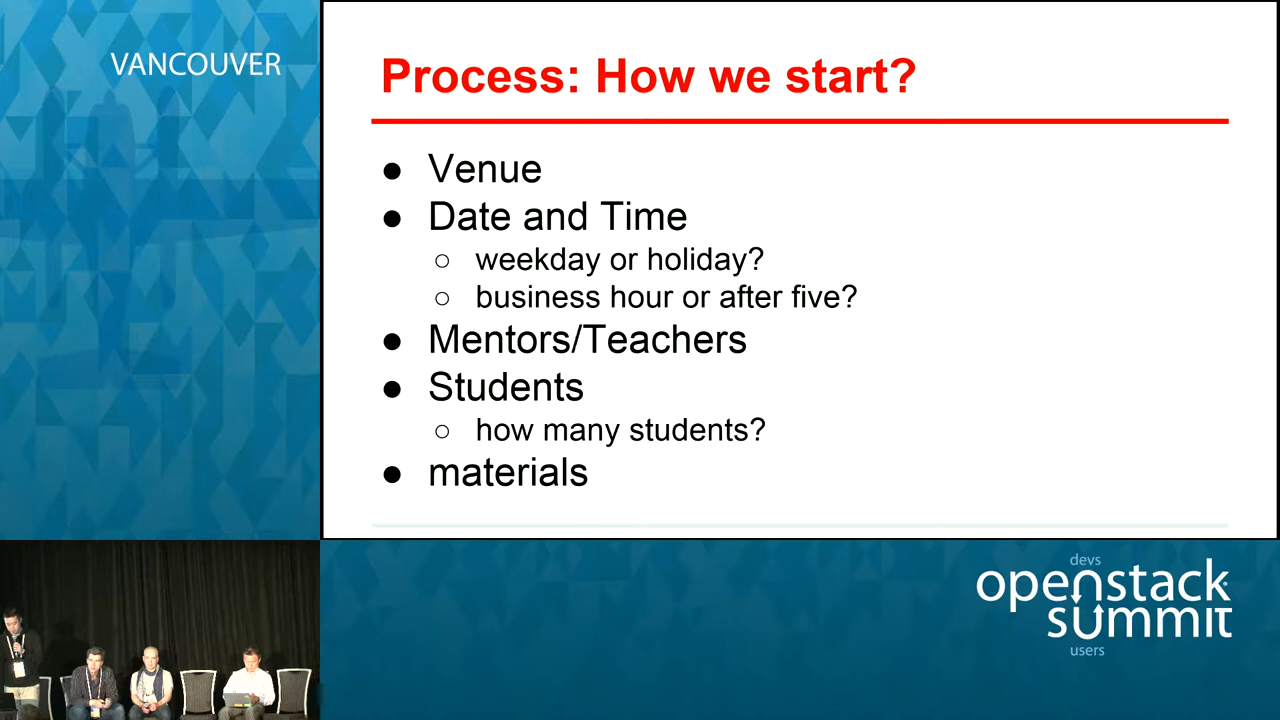 VANCOUVER
Process: How we start?
● Venue
● Date and Time
○ weekday or holiday?
○ business hour or after five?
● Mentors/Teachers
● Students
○ how many students?
● materials
devs
openstack
summit
users